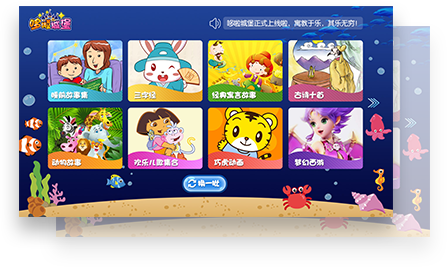 哆啦城堡
哆啦城堡正式上线啦，寓教于乐，其乐无穷!
睡前故事集
三字经
经典寓言故事
古诗十首
动物故事
欢乐儿歌集合
巧虎动画
梦幻西游
换一批